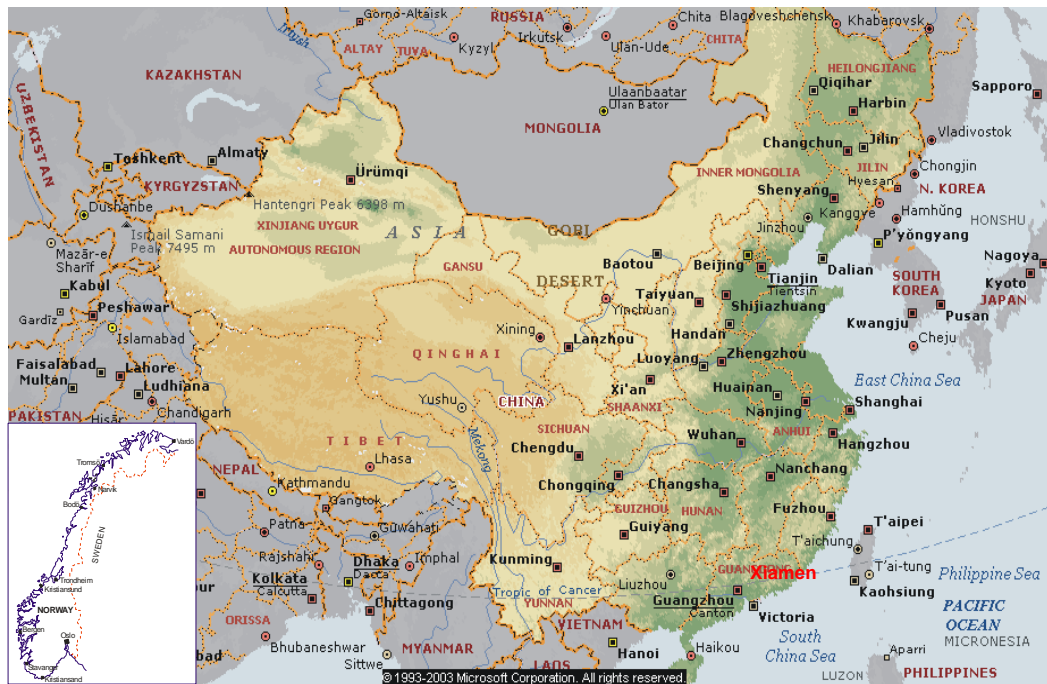 Gorno-Altaisk
RUSSIA
Chita
Blagoveshchensk
Khabarovsk
Irtysh
Kyzyl
Irkutsk
Ulan-Ude
CHITA
ALTAY
TUVA
HEILONGJIANG
KAZAKHSTAN
Qiqihar
Sapporo
Ulaanbaatar
Ulan Bator
Harbin
UZBEKISTAN
MONGOLIA
Vladivostok
Toshkent
Almaty
Changchun
Jilin
Chongjin
KYRGYZSTAN
Ürümqi
INNER MONGOLIA
JILIN
Hyesan
N. KOREA
Hantengri Peak 6398 m
Shenyang
Dushanbe
Kanggye
Hamhŭng
HONSHU
Ismail Samani
Peak 7495 m
XINJIANG UYGUR
AUTONOMOUS REGION
ASIA
GOBI
Jinzhou
P'yŏngyang
Mazār-e-
Sharīf
GANSU
Baotou
Beijing
Dalian
Nagoya
Kabul
DESERT
Tianjin
Tientsin
SOUTH
KOREA
Kyoto
JAPAN
Peshawar
Taiyuan
Yinchuan
Shijiazhuang
Pusan
Gardīz
Islamabad
Xining
Lanzhou
Handan
Kwangju
Cheju
Faisalabad
Lahore
QINGHAI
Luoyang
Zhengzhou
Multān
Ludhiana
Xi'an
Huainan
East China Sea
PAKISTAN
Hisār
Chandigarh
Yushu
CHINA
SHAANXI
Nanjing
Shanghai
TIBET
Mekong
SICHUAN
Wuhan
ANHUI
Hangzhou
Chengdu
NEPAL
Lhasa
Chongqing
Changsha
Nanchang
Kathmandu
Gangtok
GUIZHOU
HUNAN
Fuzhou
T'aipei
Patna
Guwahati
Guiyang
T'aichung
Rajshahi
Dhaka
Dacca
Imphal
Kunming
Liuzhou
GUANGDONG
Xiamen
T'ai-tung
Philippine Sea
Kolkata
Calcutta
Tropic of Cancer
Guangzhou
Canton
Kaohsiung
Chittagong
YUNNAN
Victoria
PACIFIC
OCEAN
ORISSA
VIETNAM
South
China Sea
MICRONESIA
Bhubaneshwar
MYANMAR
Hanoi
Haikou
Aparri
Sittwe
LAOS
LUZON
PHILIPPINES
© 1993-2003 Microsoft Corporation. All rights reserved.
Vardö
Tromsö
Narvik
Bodö
SWEDEN
Trondheim
Kristiansund
NORWAY
Bergen
Oslo
Stavanger
Kristiansand